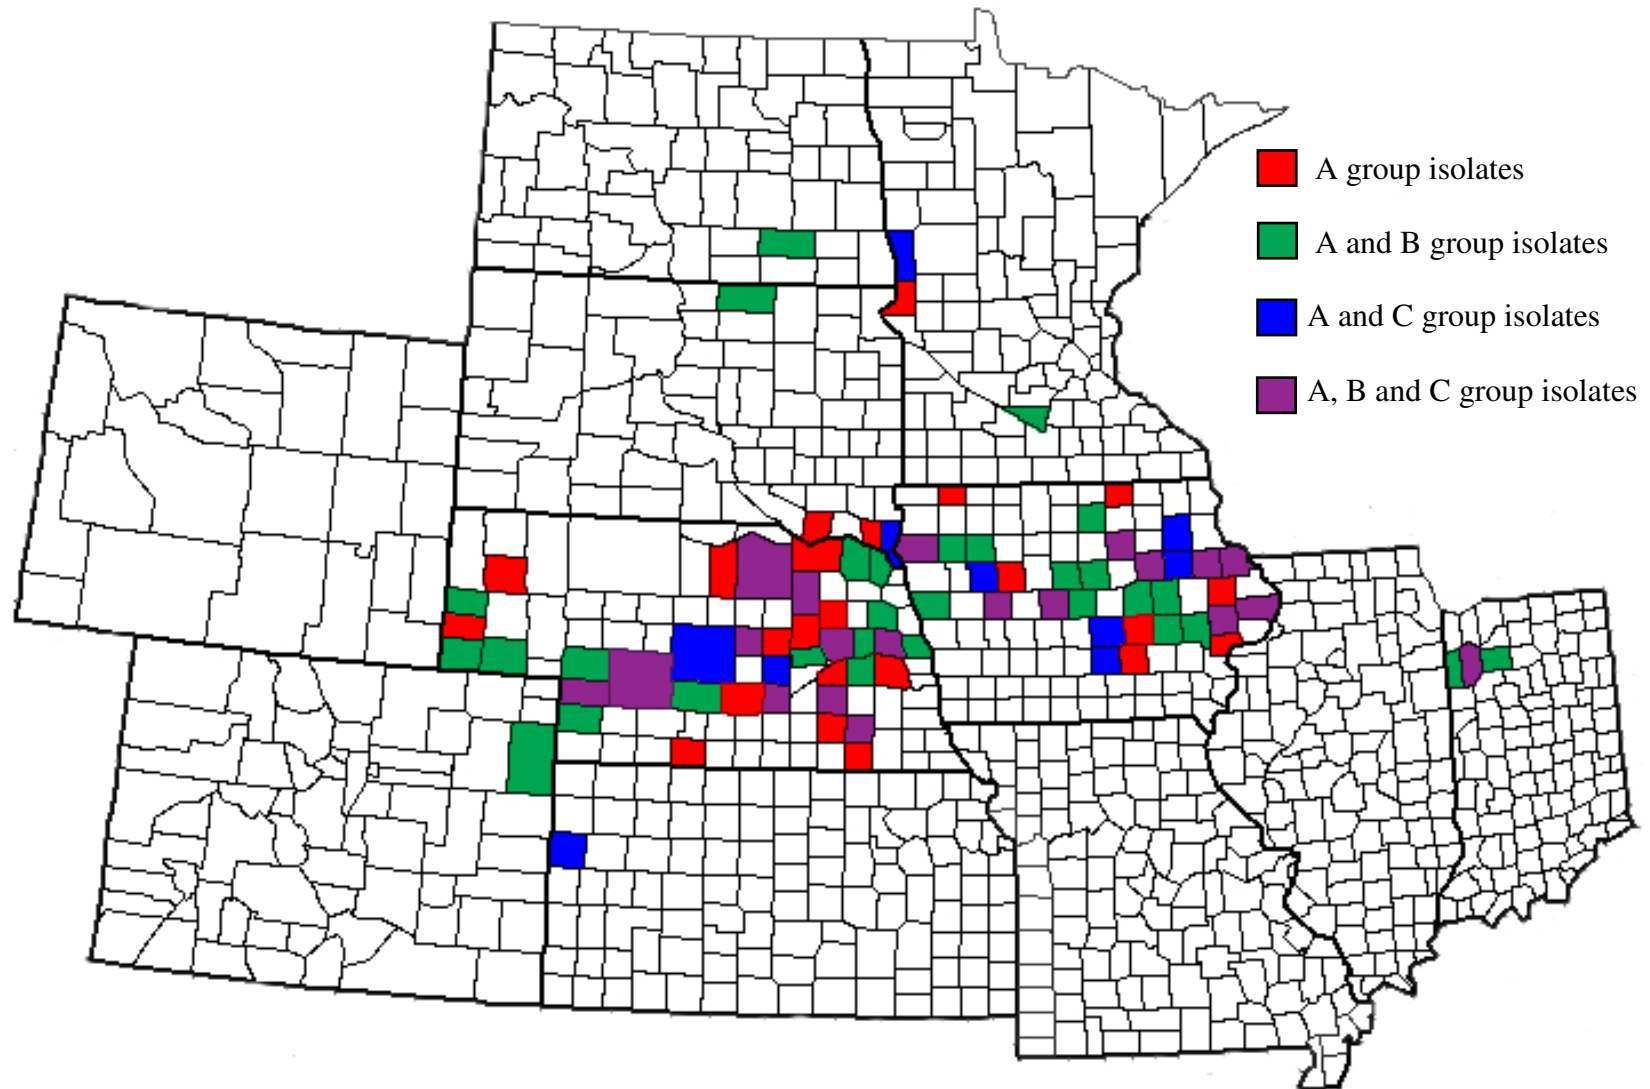 A group isolates
A and B group isolates
A and C group isolates
A, B and C group isolates